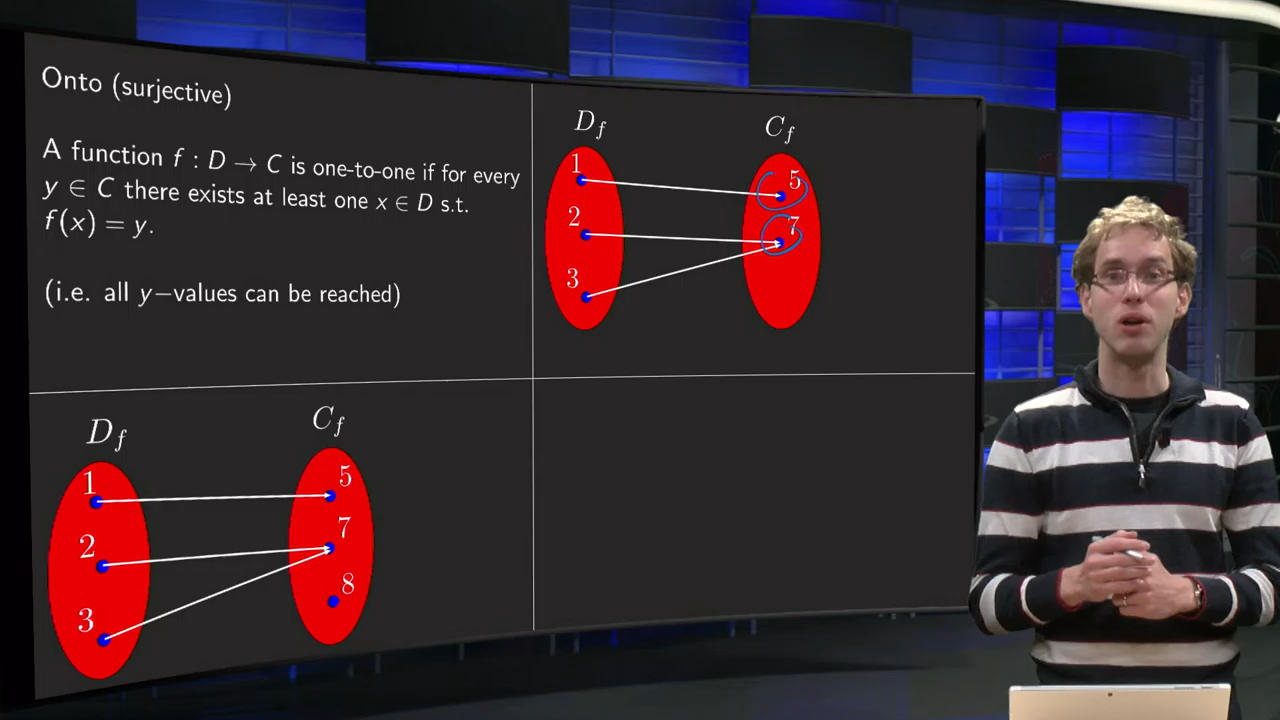 Onto (surjective)
A function f : D → C is one-to-one if for every
y ∈ C there exists at least one x ∈ D s.t.
f(x) = y.
(i.e. all y−values can be reached)
D_f C_f
1 5
2 7
3
D_f C_f
1 5
2 7
3 8